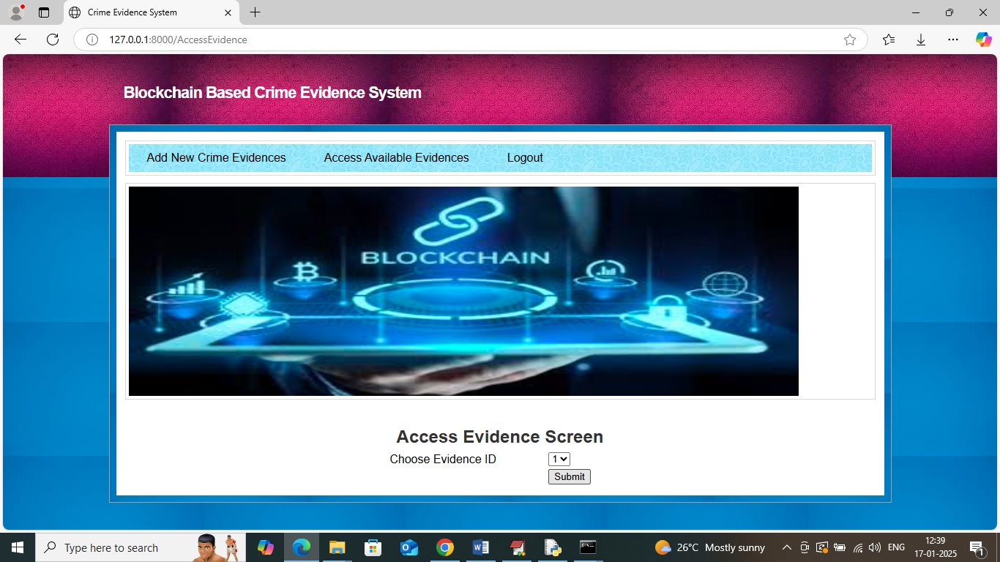 Crime Evidence System
127.0.0.1:8000/AccessEvidence
Blockchain Based Crime Evidence System
Add New Crime Evidences Access Available Evidences Logout
BLOCKCHAIN
Access Evidence Screen
Choose Evidence ID 1
Submit
Type here to search 26°C Mostly sunny ENG 12:39
17-01-2025 1